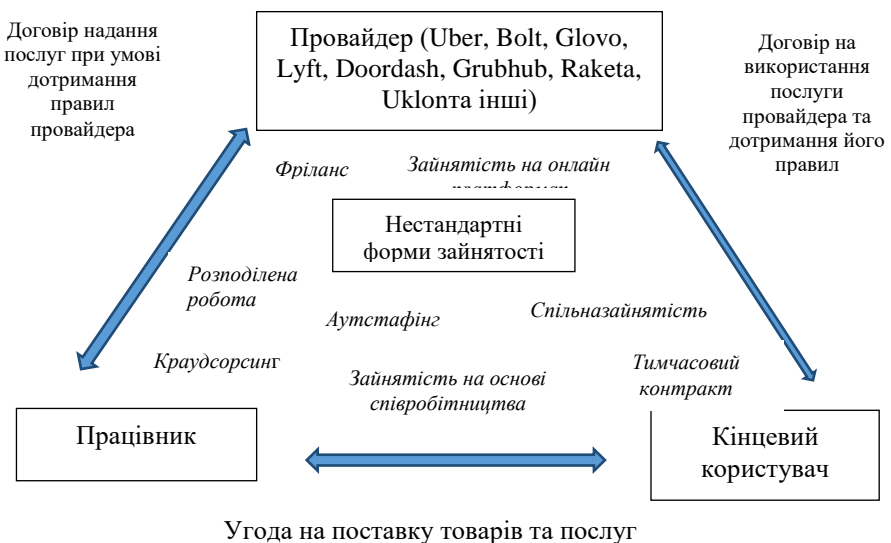 Договір надання
послуг при умові
дотримання
правил
провайдера
Провайдер (Uber, Bolt, Glovo,
Lyft, Doordash, Grubhub, Raketa,
Uklonта інші)
Договір на
використання
послуги
провайдера та
дотримання його
правил
Фріланс
Зайнятість на онлайн
Нестандартні
форми зайнятості
Розподілена
робота
Аутстафінг
Спільназайнятість
Краудсорсинг
Зайнятість на основі
співробітництва
Тимчасовий
контракт
Працівник
Кінцевий
користувач
Угода на поставку товарів та послуг